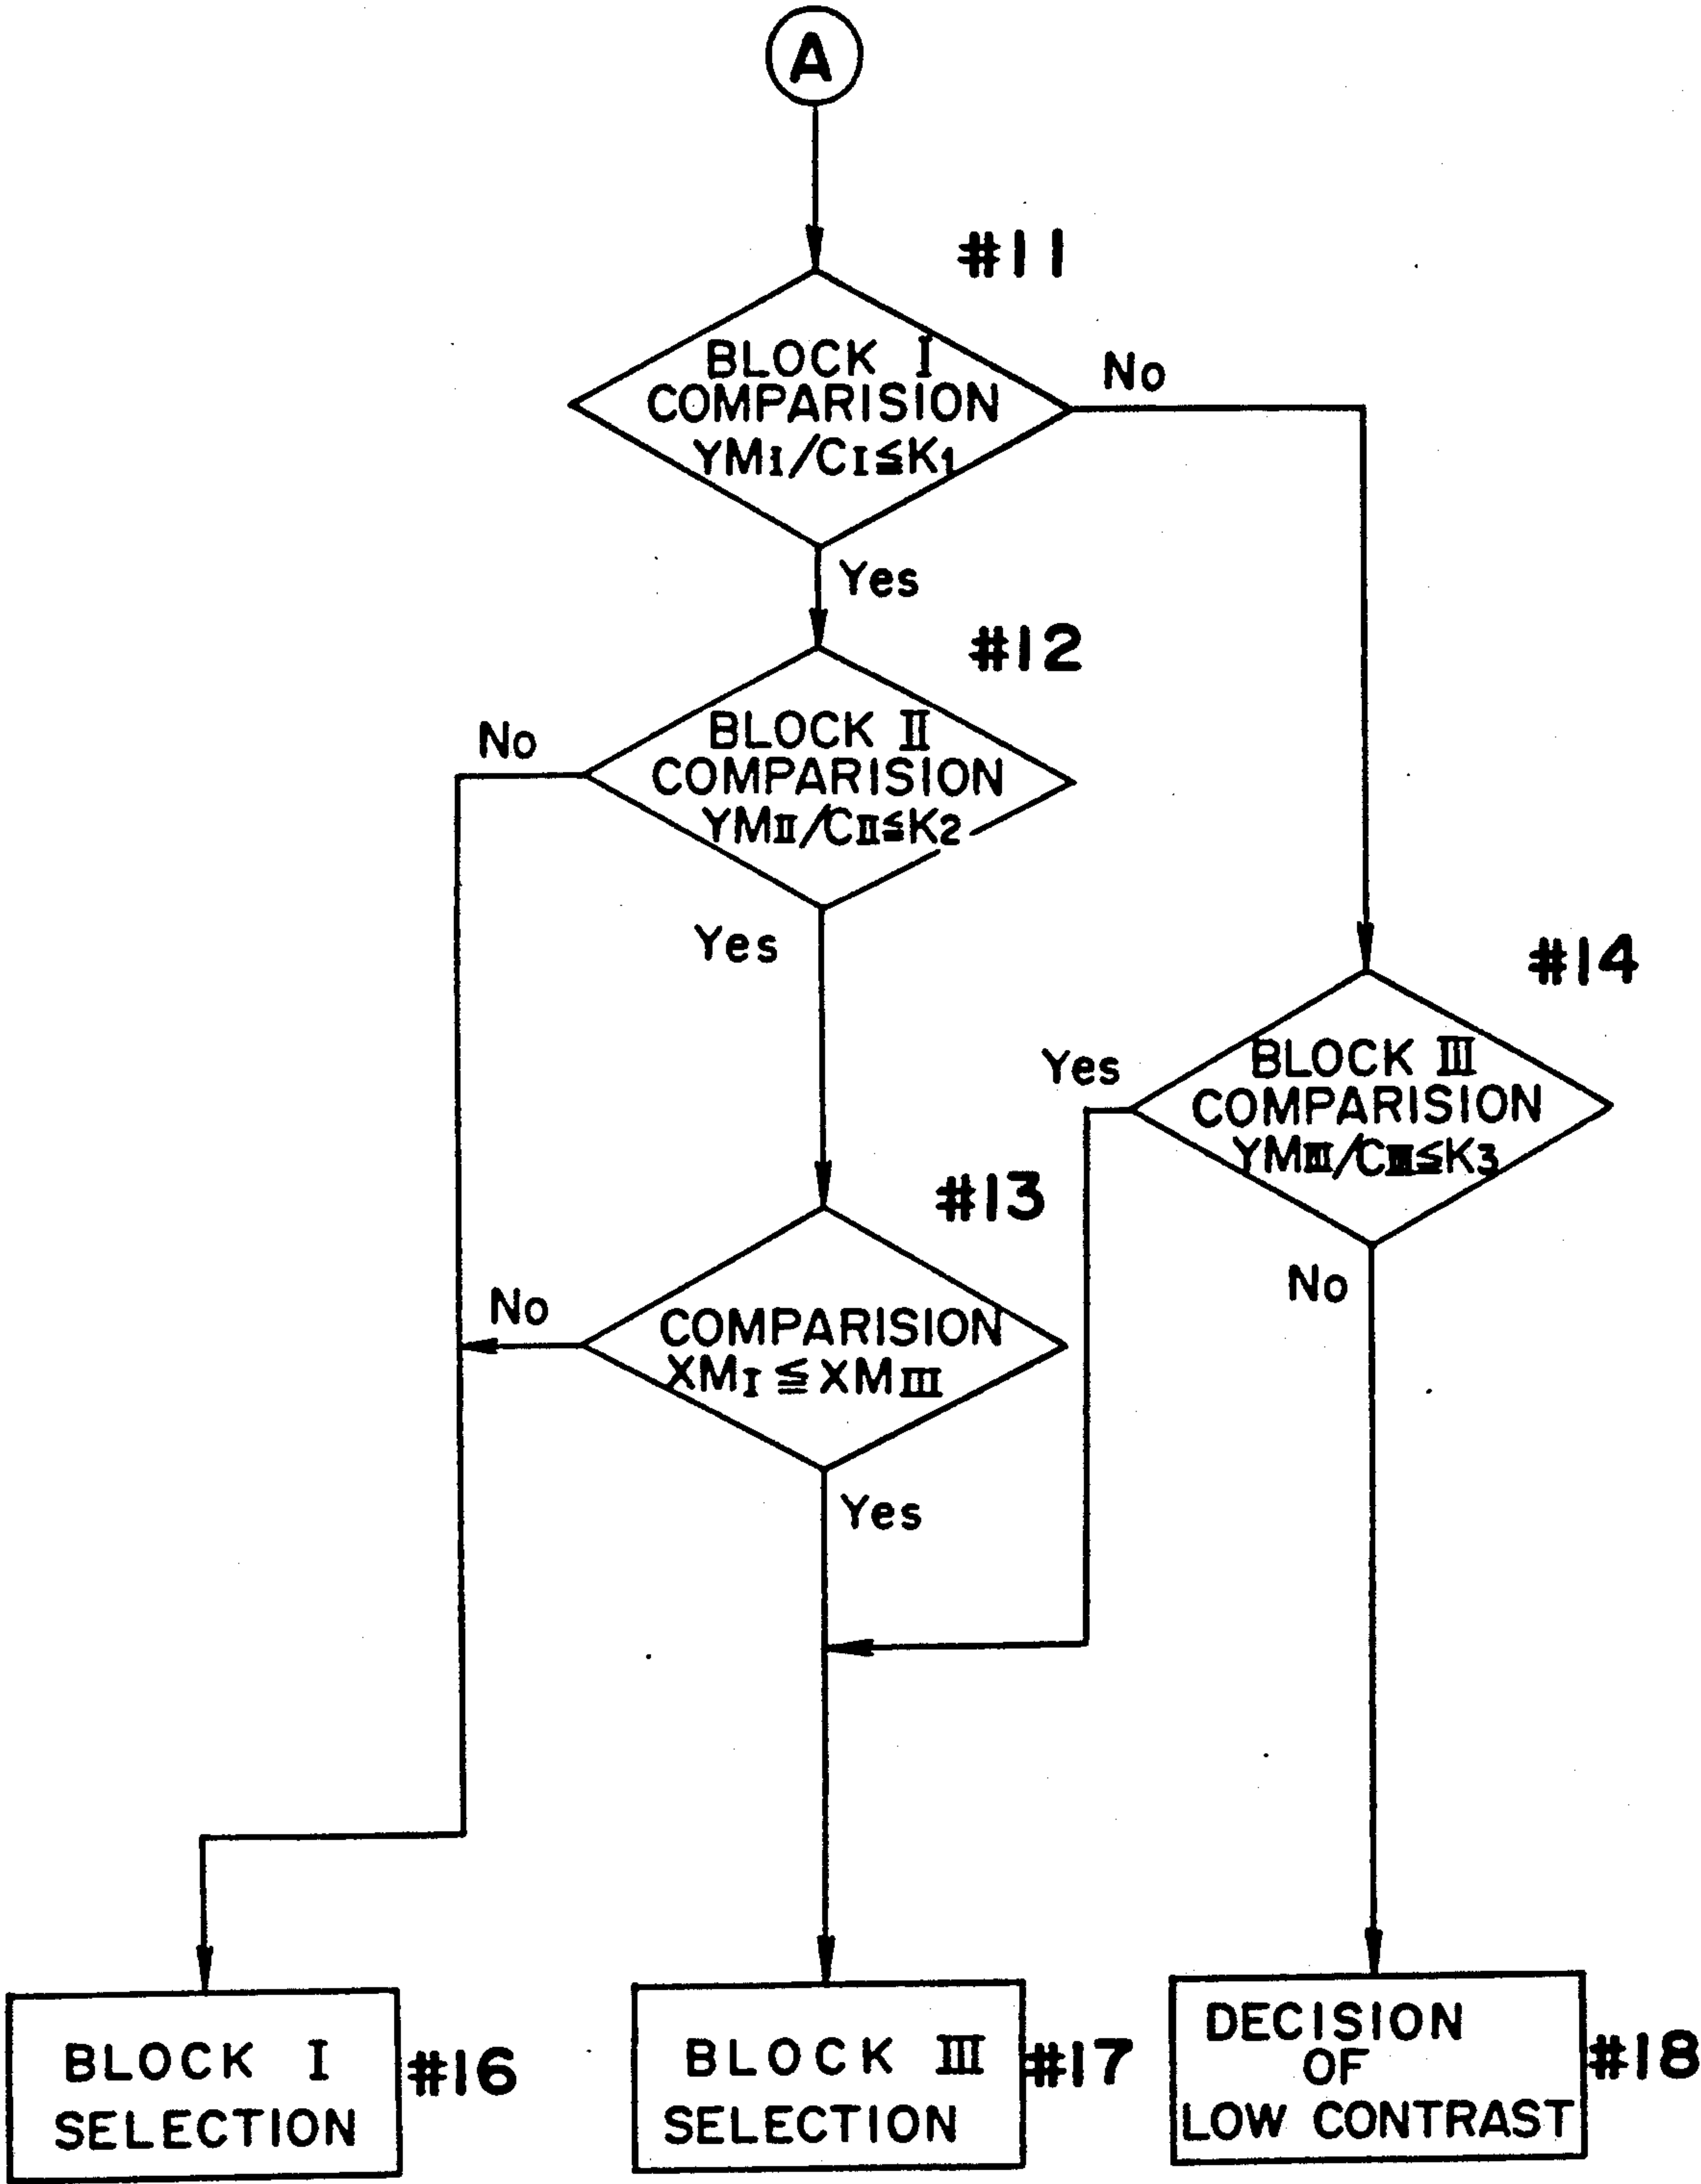 A
#11
BLOCK I
COMPARISION
YMI/CI≦K1
No
Yes
#12
BLOCK II
COMPARISION
YMII/CII≦K2
No
Yes
#14
BLOCK III
COMPARISION
YMIII/CIII≦K3
Yes
No
#13
COMPARISION
XMI≦XMIII
No
Yes
BLOCK I
SELECTION
#16
BLOCK III
SELECTION
#17
DECISION
OF
LOW CONTRAST
#18